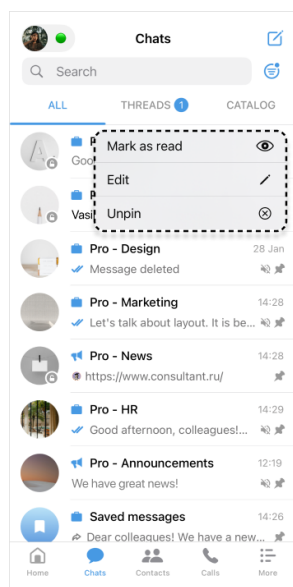 Chats
Search
ALL THREADS 1 CATALOG
Mark as read
Goo
Edit
Vasi
Unpin
Pro - Design 28 Jan
Message deleted
Pro - Marketing 14:28
Let's talk about layout. It is be...
Pro - News 14:28
https://www.consultant.ru/
Pro - HR 14:29
Good afternoon, colleagues!...
Pro - Announcements 12:19
We have great news!
Saved messages 14:26
Dear colleagues! We have a new...
Home Chats Contacts Calls More